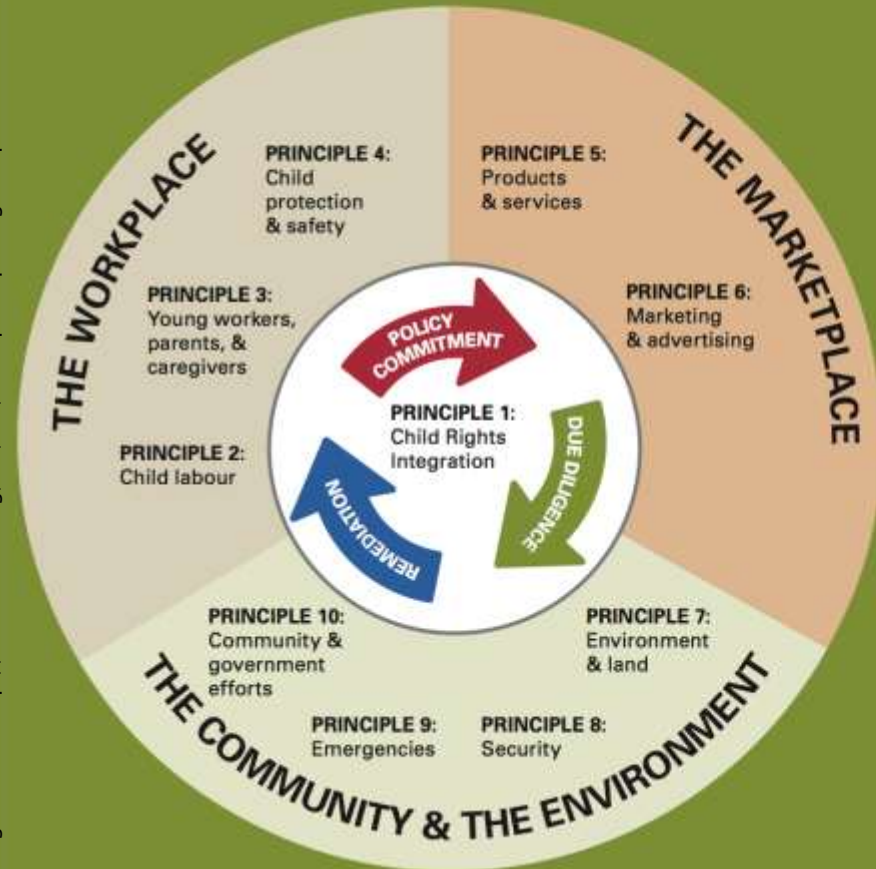 THE WORKPLACE
PRINCIPLE 4:
Child
protection
& safety
PRINCIPLE 3:
Young workers,
parents, &
caregivers
PRINCIPLE 2:
Child labour
THE MARKETPLACE
PRINCIPLE 5:
Products
& services
PRINCIPLE 6:
Marketing
& advertising
POLICY
COMMITMENT
PRINCIPLE 1:
Child Rights
Integration
DUE DILIGENCE
REMEDIATION
PRINCIPLE 10:
Community &
government
efforts
PRINCIPLE 9:
Emergencies
PRINCIPLE 8:
Security
PRINCIPLE 7:
Environment
& land
THE COMMUNITY & THE ENVIRONMENT